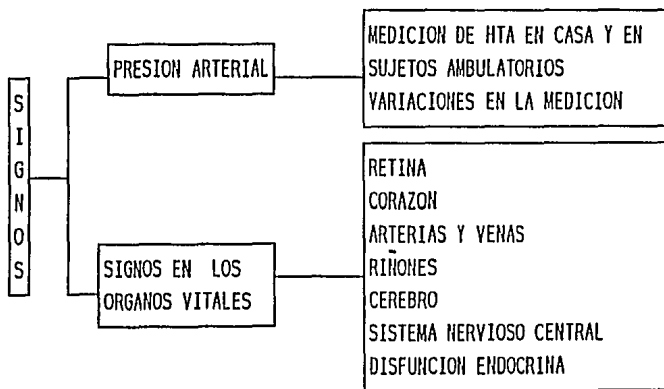 SIGNOS
PRESION ARTERIAL
MEDICION DE HTA EN CASA Y EN
SUJETOS AMBULATORIOS
VARIACIONES EN LA MEDICION
SIGNOS EN LOS
ORGANOS VITALES
RETINA
CORAZON
ARTERIAS Y VENAS
RIÑONES
CEREBRO
SISTEMA NERVIOSO CENTRAL
DISFUNCION ENDOCRINA